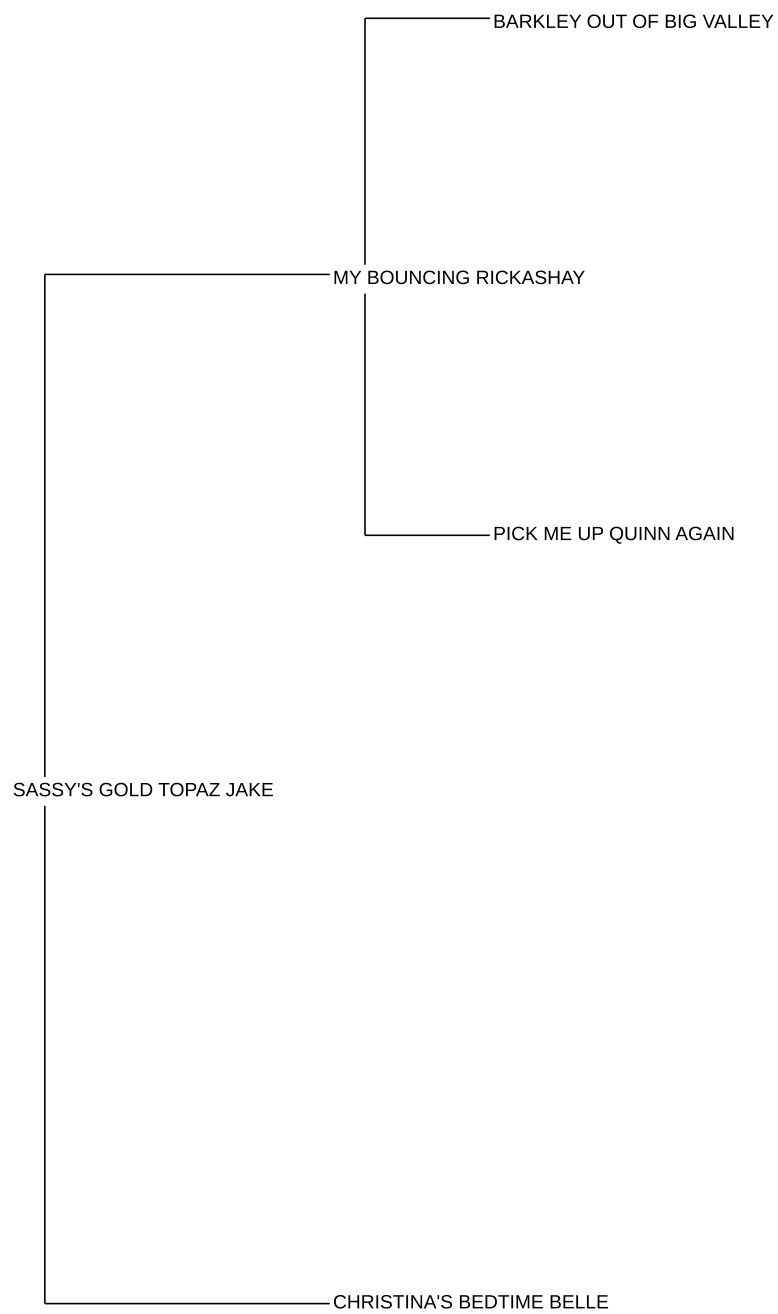 BARKLEY OUT OF BIG VALLEY
MY BOUNCING RICKASHAY
PICK ME UP QUINN AGAIN
SASSY'S GOLD TOPAZ JAKE
CHRISTINA'S BEDTIME BELLE